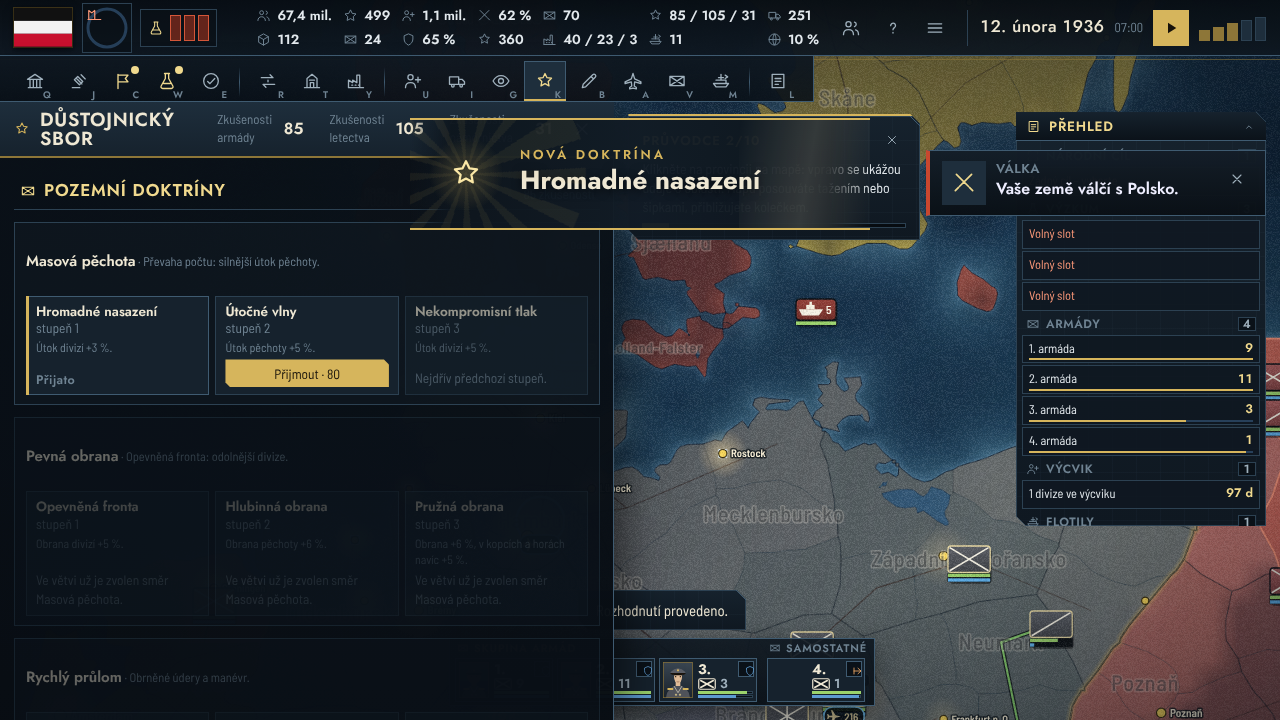 67,4 mil. 499 1,1 mil. 62 % 70 85 / 105 / 31 251
112 24 65 % 360 40 / 23 / 3 11 10 %
? 12. února 1936 07:00
Q J C W E R T Y U I G K B A V M L
Skåne
DŮSTOJNICKÝ SBOR
Zkušenosti armády 85
Zkušenosti letectva 105
NOVÁ DOKTRÍNA
Hromadné nasazení
PŘEHLED
VÁLKA
Vaše země válčí s Polsko.
POZEMNÍ DOKTRÍNY
Masová pěchota · Převaha počtu: silnější útok pěchoty.
Hromadné nasazení
stupeň 1
Útok divizí +3 %.
Přijato
Útočné vlny
stupeň 2
Útok pěchoty +5 %.
Přijmout · 80
Nekompromisní tlak
stupeň 3
Útok divizí +5 %.
Nejdřív předchozí stupeň.
Pevná obrana · Opevněná fronta: odolnější divize.
Opevněná fronta
stupeň 1
Obrana divizí +5 %.
Ve větvi už je zvolen směr
Masová pěchota.
Hlubinná obrana
stupeň 2
Obrana pěchoty +6 %.
Ve větvi už je zvolen směr
Masová pěchota.
Pružná obrana
stupeň 3
Obrana +6 %, v kopcích a horách
navíc +5 %.
Ve větvi už je zvolen směr
Masová pěchota.
Rychlý průlom · Obrněné údery a manévr.
Volný slot
Volný slot
Volný slot
ARMÁDY 4
1. armáda 9
2. armáda 11
3. armáda 3
4. armáda 1
VÝCVIK 1
1 divize ve výcviku 97 d
FLOTILY 1
Sjælland
5
Lolland-Falster
Rostock
Mecklenbursko
Neumark
Poznaň
Poznaň
Frankfurt n. O.
zhodnutí provedeno.
SAMOSTATNÉ
11
3.
3
4.
1
216